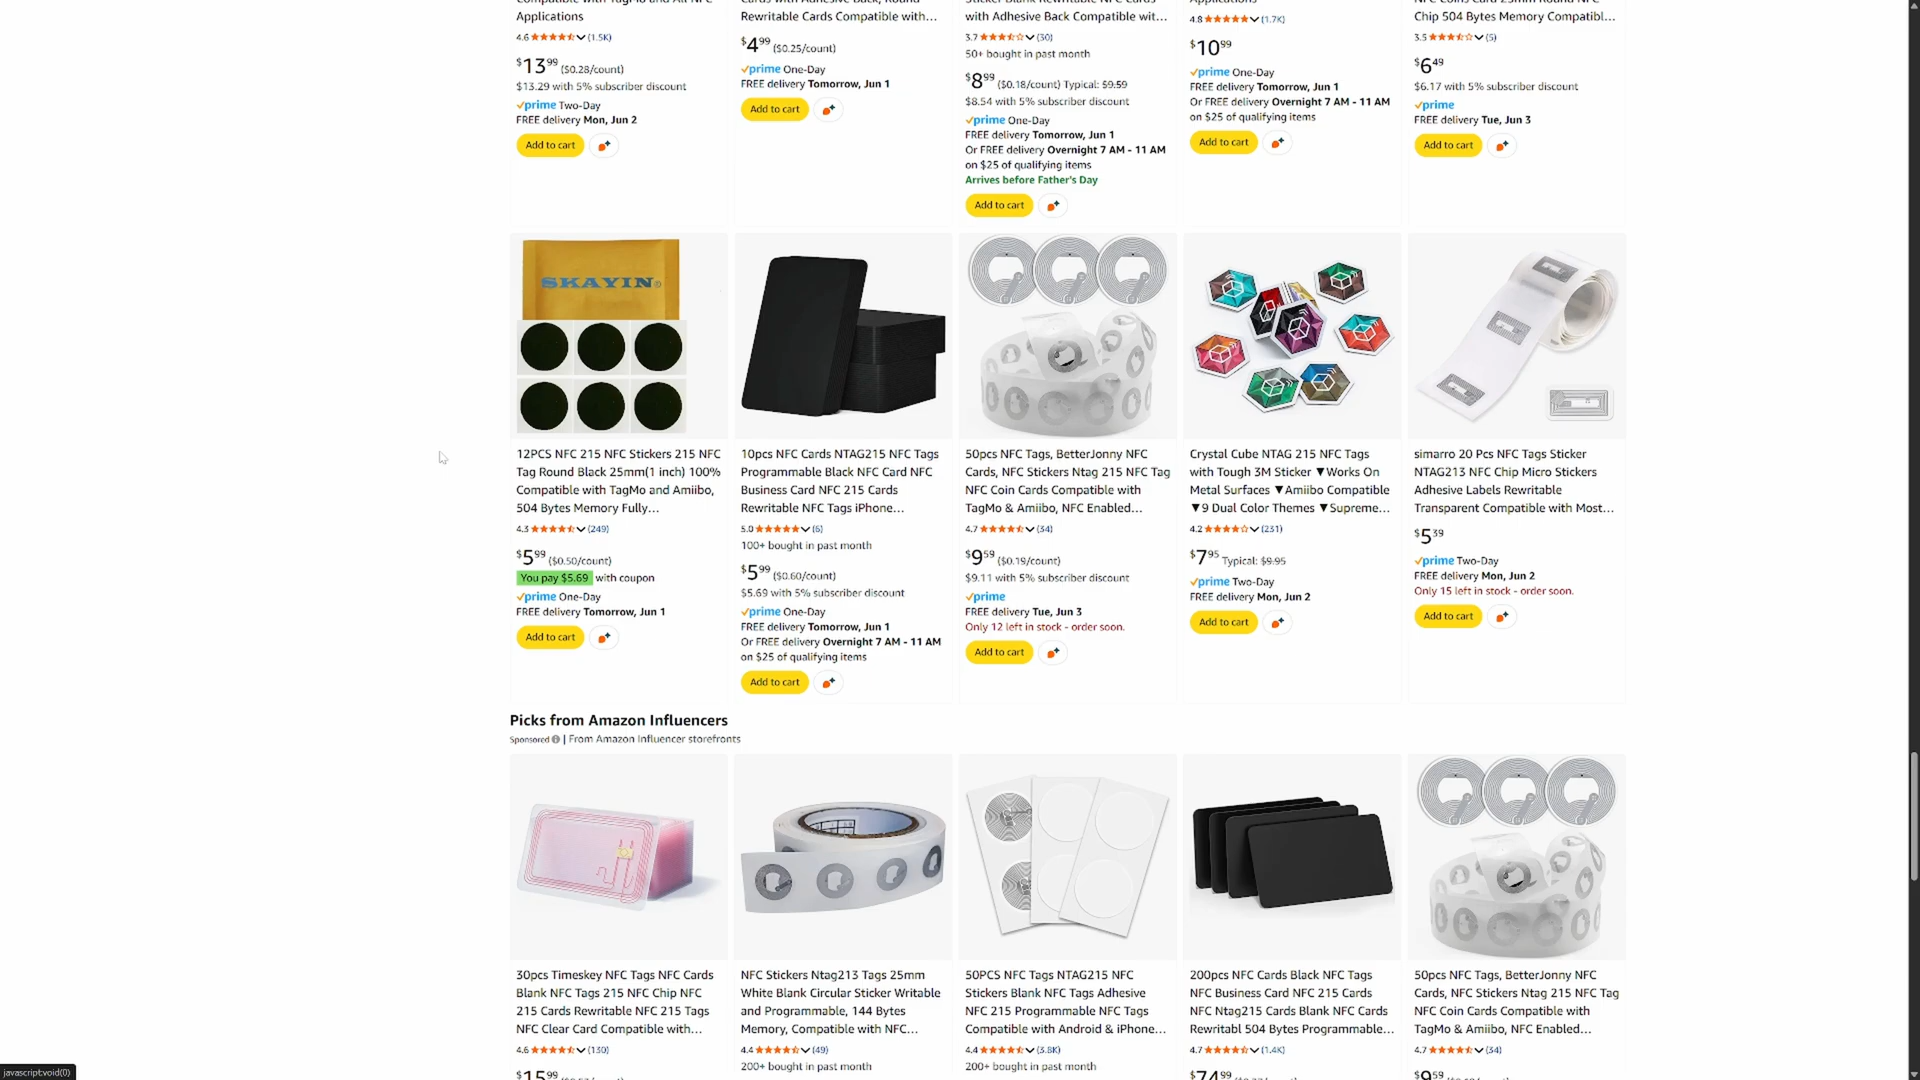 Applications
4.6 (1.5K)
$13.99 ($0.28/count)
$13.29 with 5% subscriber discount
prime Two-Day
FREE delivery Mon, Jun 2
Add to cart
Cards with Adhesive Back, Round
Rewritable Cards Compatible with...
$4.99 ($0.25/count)
prime One-Day
FREE delivery Tomorrow, Jun 1
Add to cart
with Adhesive Back Compatible wit...
3.7 (30)
50+ bought in past month
$8.99 ($0.18/count) Typical: $9.59
$8.54 with 5% subscriber discount
prime One-Day
FREE delivery Tomorrow, Jun 1
Or FREE delivery Overnight 7 AM - 11 AM
on $25 of qualifying items
Arrives before Father's Day
Add to cart
4.8 (1.7K)
$10.99
prime One-Day
FREE delivery Tomorrow, Jun 1
Or FREE delivery Overnight 7 AM - 11 AM
on $25 of qualifying items
Add to cart
Chip 504 Bytes Memory Compatibl...
3.5 (5)
$6.49
$6.17 with 5% subscriber discount
prime
FREE delivery Tue, Jun 3
Add to cart
SKAYIN
12PCS NFC 215 NFC Stickers 215 NFC
Tag Round Black 25mm(1 inch) 100%
Compatible with TagMo and Amiibo,
504 Bytes Memory Fully...
4.3 (249)
$5.99 ($0.50/count)
You pay $5.69 with coupon
prime One-Day
FREE delivery Tomorrow, Jun 1
Add to cart
10pcs NFC Cards NTAG215 NFC Tags
Programmable Black NFC Card NFC
Business Card NFC 215 Cards
Rewritable NFC Tags iPhone...
5.0 (6)
100+ bought in past month
$5.99 ($0.60/count)
$5.69 with 5% subscriber discount
prime One-Day
FREE delivery Tomorrow, Jun 1
Or FREE delivery Overnight 7 AM - 11 AM
on $25 of qualifying items
Add to cart
50pcs NFC Tags, BetterJonny NFC
Cards, NFC Stickers Ntag 215 NFC Tag
NFC Coin Cards Compatible with
TagMo & Amiibo, NFC Enabled...
4.7 (34)
$9.59 ($0.19/count)
$9.11 with 5% subscriber discount
prime
FREE delivery Tue, Jun 3
Only 12 left in stock - order soon.
Add to cart
Crystal Cube NTAG 215 NFC Tags
with Tough 3M Sticker ▼Works On
Metal Surfaces ▼Amiibo Compatible
▼9 Dual Color Themes ▼Supreme...
4.2 (231)
$7.95 Typical: $9.95
prime Two-Day
FREE delivery Mon, Jun 2
Add to cart
simarro 20 Pcs NFC Tags Sticker
NTAG213 NFC Chip Micro Stickers
Adhesive Labels Rewritable
Transparent Compatible with Most...
$5.39
prime Two-Day
FREE delivery Mon, Jun 2
Only 15 left in stock - order soon.
Add to cart
Picks from Amazon Influencers
Sponsored | From Amazon Influencer storefronts
30pcs Timeskey NFC Tags NFC Cards
Blank NFC Tags 215 NFC Chip NFC
215 Cards Rewritable NFC 215 Tags
NFC Clear Card Compatible with...
4.6 (130)
$15.99
NFC Stickers Ntag213 Tags 25mm
White Blank Circular Sticker Writable
and Programmable, 144 Bytes
Memory, Compatible with NFC...
4.4 (49)
200+ bought in past month
50PCS NFC Tags NTAG215 NFC
Stickers Blank NFC Tags Adhesive
NFC 215 Programmable NFC Tags
Compatible with Android & iPhone...
4.4 (3.8K)
200+ bought in past month
200pcs NFC Cards Black NFC Tags
NFC Business Card NFC 215 Cards
NFC Ntag215 Cards Blank NFC Cards
Rewritabl 504 Bytes Programmable...
4.7 (1.4K)
$74.99
50pcs NFC Tags, BetterJonny NFC
Cards, NFC Stickers Ntag 215 NFC Tag
NFC Coin Cards Compatible with
TagMo & Amiibo, NFC Enabled...
4.7 (34)
$9.59
javascript:void(0)